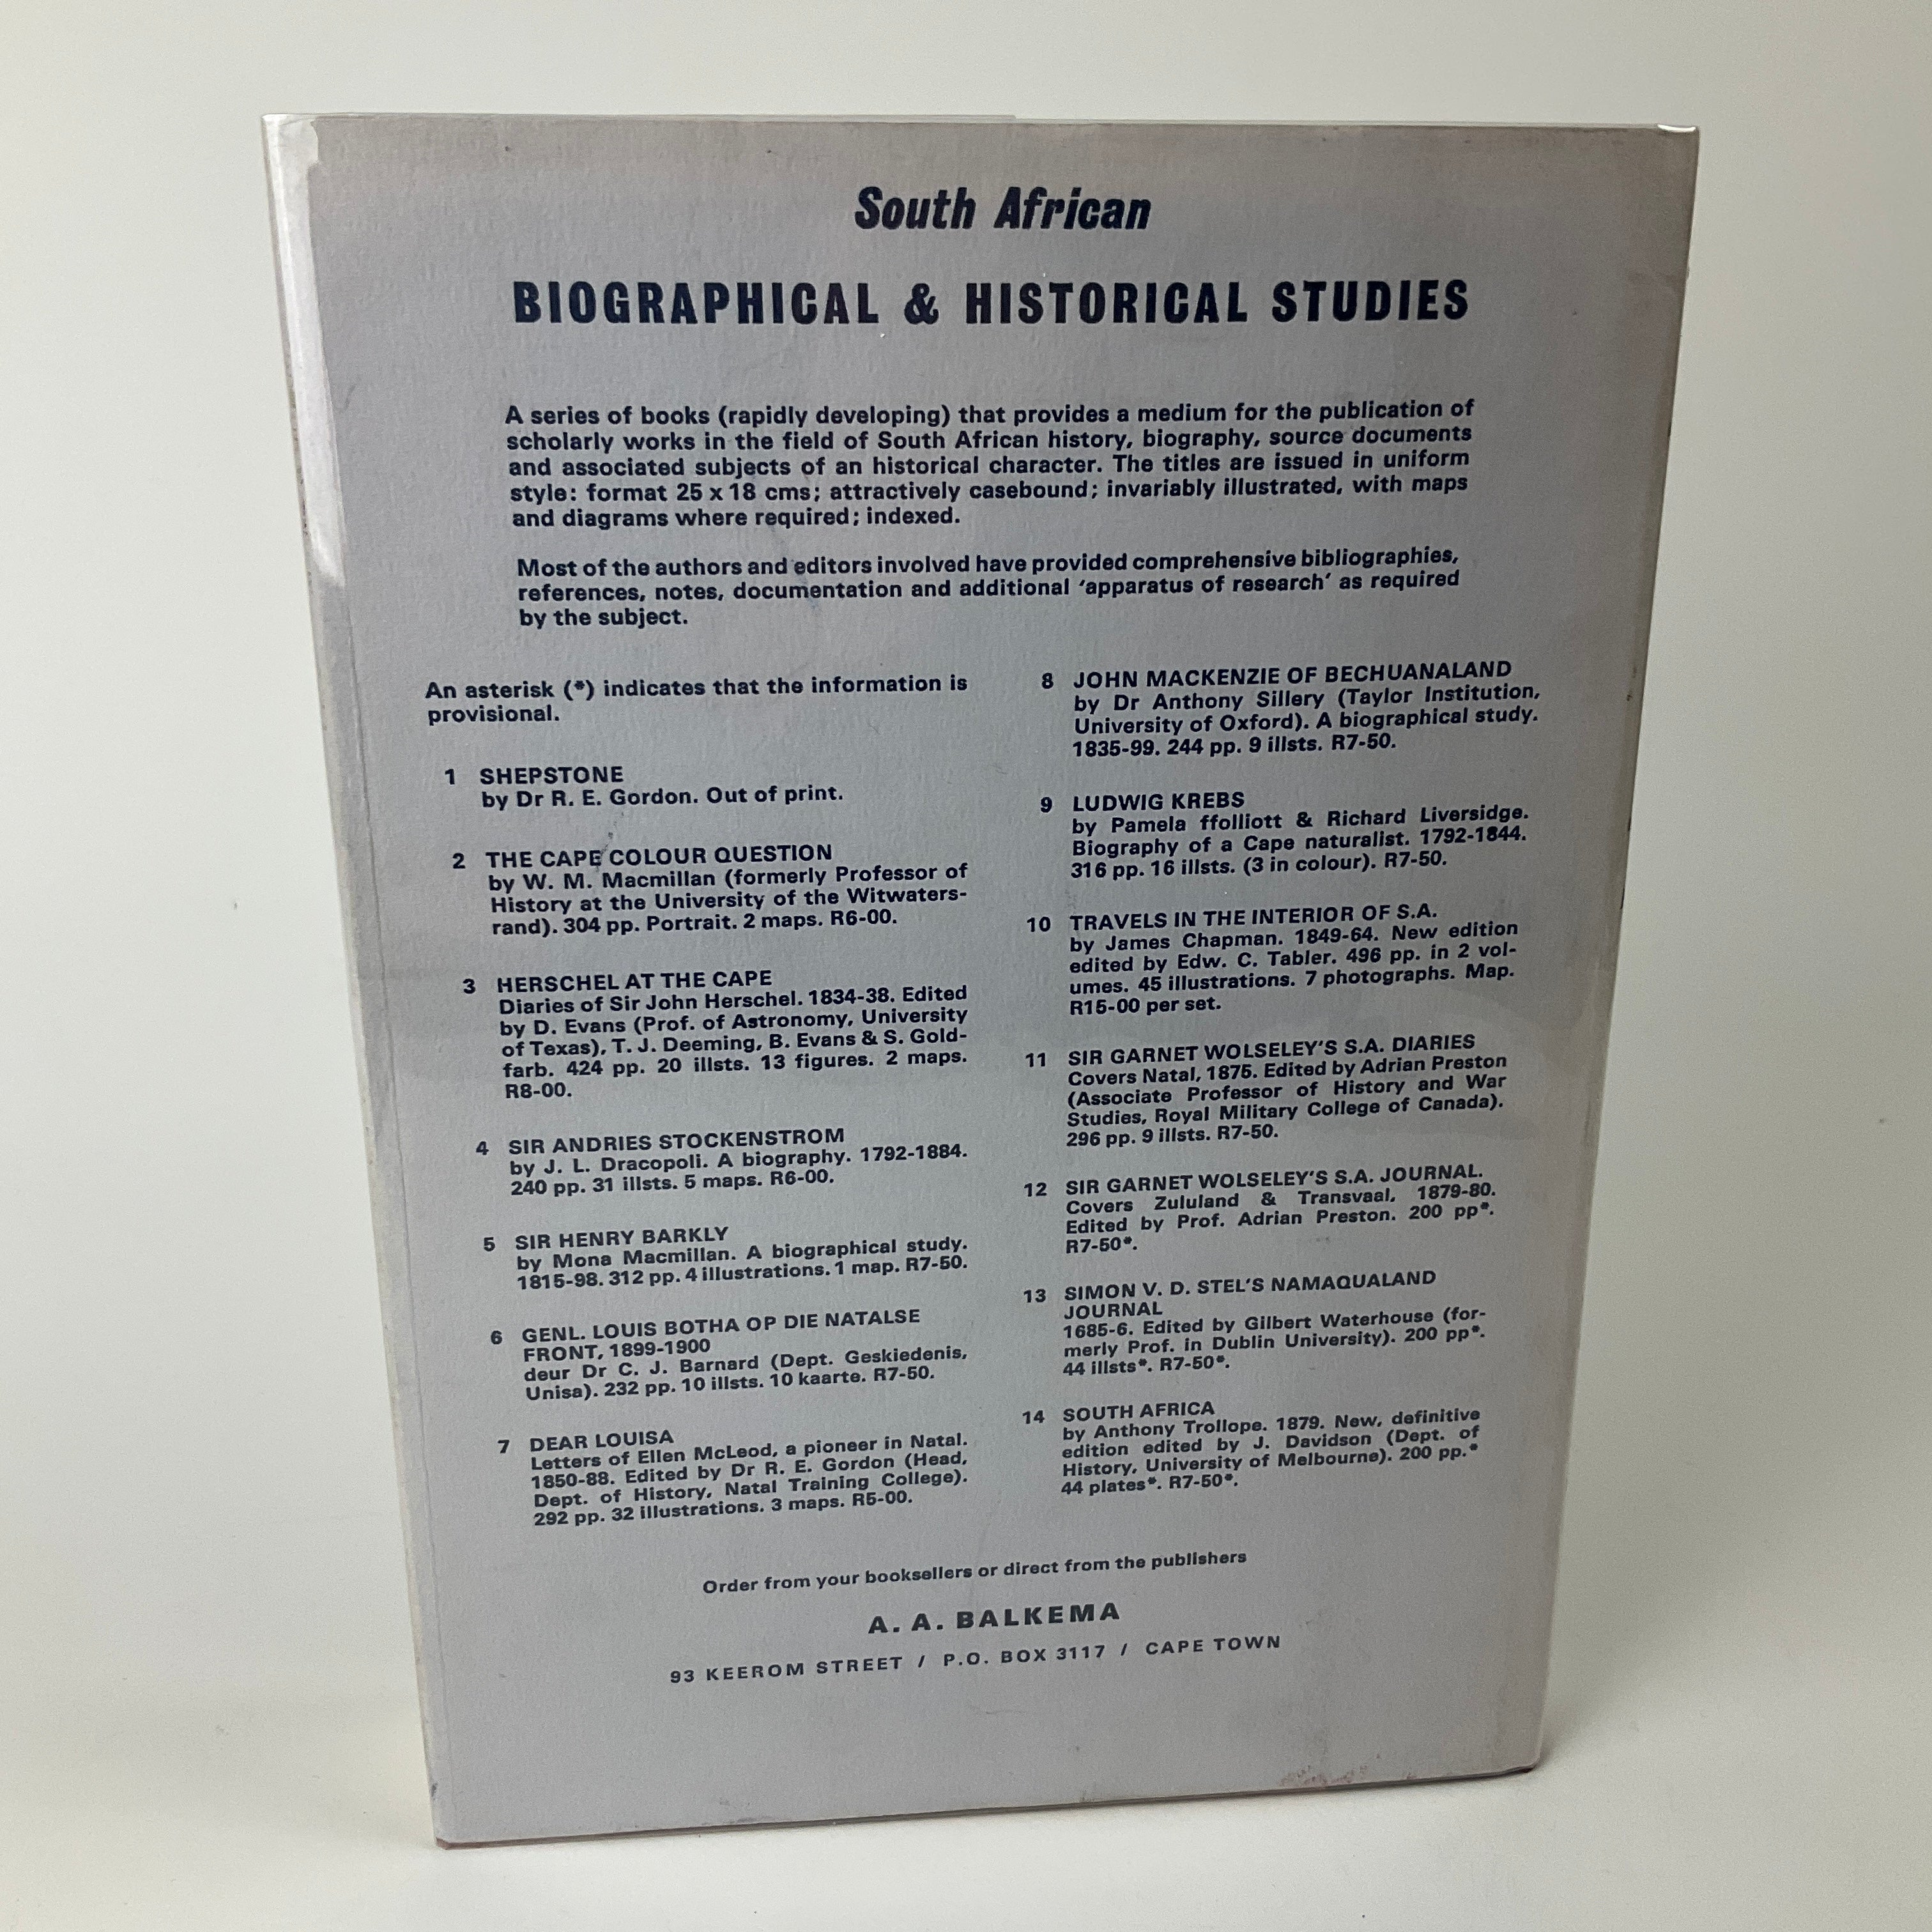 South African
BIOGRAPHICAL & HISTORICAL STUDIES
A series of books (rapidly developing) that provides a medium for the publication of
scholarly works in the field of South African history, biography, source documents
and associated subjects of an historical character. The titles are issued in uniform
style: format 25 x 18 cms; attractively casebound; invariably illustrated, with maps
and diagrams where required; indexed.
Most of the authors and editors involved have provided comprehensive bibliographies,
references, notes, documentation and additional ‘apparatus of research’ as required
by the subject.
An asterisk (*) indicates that the information is
provisional.
1 SHEPSTONE
by Dr R. E. Gordon. Out of print.
2 THE CAPE COLOUR QUESTION
by W. M. Macmillan (formerly Professor of
History at the University of the Witwaters-
rand). 304 pp. Portrait. 2 maps. R6-00.
3 HERSCHEL AT THE CAPE
Diaries of Sir John Herschel. 1834-38. Edited
by D. Evans (Prof. of Astronomy, University
of Texas), T. J. Deeming, B. Evans & S. Gold-
farb. 424 pp. 20 illsts. 13 figures. 2 maps.
R8-00.
4 SIR ANDRIES STOCKENSTROM
by J. L. Dracopoli. A biography. 1792-1884.
240 pp. 31 illsts. 5 maps. R6-00.
5 SIR HENRY BARKLY
by Mona Macmillan. A biographical study.
1815-98. 312 pp. 4 illustrations. 1 map. R7-50.
6 GENL. LOUIS BOTHA OP DIE NATALSE
FRONT, 1899-1900
deur Dr C. J. Barnard (Dept. Geskiedenis,
Unisa). 232 pp. 10 illsts. 10 kaarte. R7-50.
7 DEAR LOUISA
Letters of Ellen McLeod, a pioneer in Natal.
1850-88. Edited by Dr R. E. Gordon (Head,
Dept. of History, Natal Training College).
292 pp. 32 illustrations. 3 maps. R5-00.
8 JOHN MACKENZIE OF BECHUANALAND
by Dr Anthony Sillery (Taylor Institution,
University of Oxford). A biographical study.
1835-99. 244 pp. 9 illsts. R7-50.
9 LUDWIG KREBS
by Pamela ffolliott & Richard Liversidge.
Biography of a Cape naturalist. 1792-1844.
316 pp. 16 illsts. (3 in colour). R7-50.
10 TRAVELS IN THE INTERIOR OF S.A.
by James Chapman. 1849-64. New edition
edited by Edw. C. Tabler. 496 pp. in 2 vol-
umes. 45 illustrations. 7 photographs. Map.
R15-00 per set.
11 SIR GARNET WOLSELEY’S S.A. DIARIES
Covers Natal, 1875. Edited by Adrian Preston
(Associate Professor of History and War
Studies, Royal Military College of Canada).
296 pp. 9 illsts. R7-50.
12 SIR GARNET WOLSELEY’S S.A. JOURNAL.
Covers Zululand & Transvaal, 1879-80.
Edited by Prof. Adrian Preston. 200 pp*.
R7-50*.
13 SIMON V. D. STEL’S NAMAQUALAND
JOURNAL
1685-6. Edited by Gilbert Waterhouse (for-
merly Prof. in Dublin University). 200 pp*.
44 illsts*. R7-50*.
14 SOUTH AFRICA
by Anthony Trollope. 1879. New, definitive
edition edited by J. Davidson (Dept. of
History, University of Melbourne). 200 pp.*
44 plates*. R7-50*.
Order from your booksellers or direct from the publishers
A. A. BALKEMA
93 KEEROM STREET / P.O. BOX 3117 / CAPE TOWN